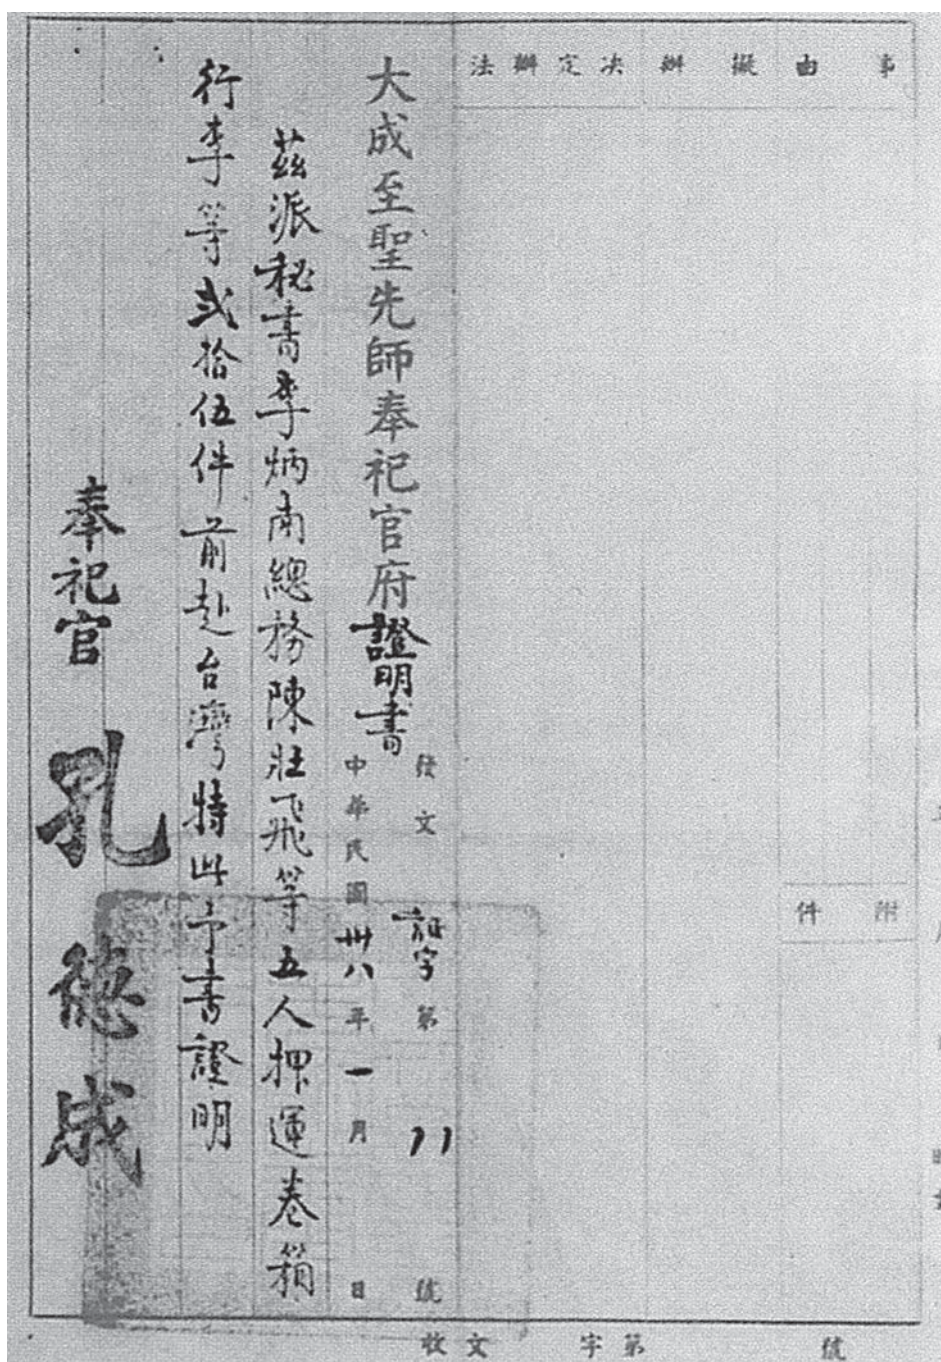 事由
擬辦
決定辦法
附件
大成至聖先師奉祀官府證明書
發文 証字第 11 號
中華民國卅八年一月 日
茲派秘書李炳南總務陳壯飛等五人押運卷箱
行李等貳拾伍件前赴台灣特此予書證明
奉祀官 孔德成
收文 字第 號